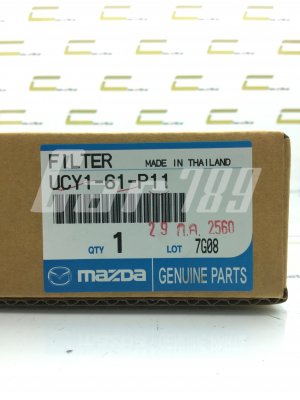 FILTER
MADE IN THAILAND
UCY1-61-P11
29 ก.ค. 2560
QTY 1 LOT 7G08
mazda GENUINE PARTS